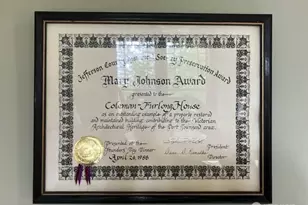 Jefferson County Historical Society Preservation Award
Mary Johnson Award
presented to the
Coleman-Furlong House
as an outstanding example of a properly restored
and maintained building contributing to the Victorian
Architectural Heritage of the Port Townsend area.
Presented at the
Founders Day Dinner
April 26, 1986
President
Director